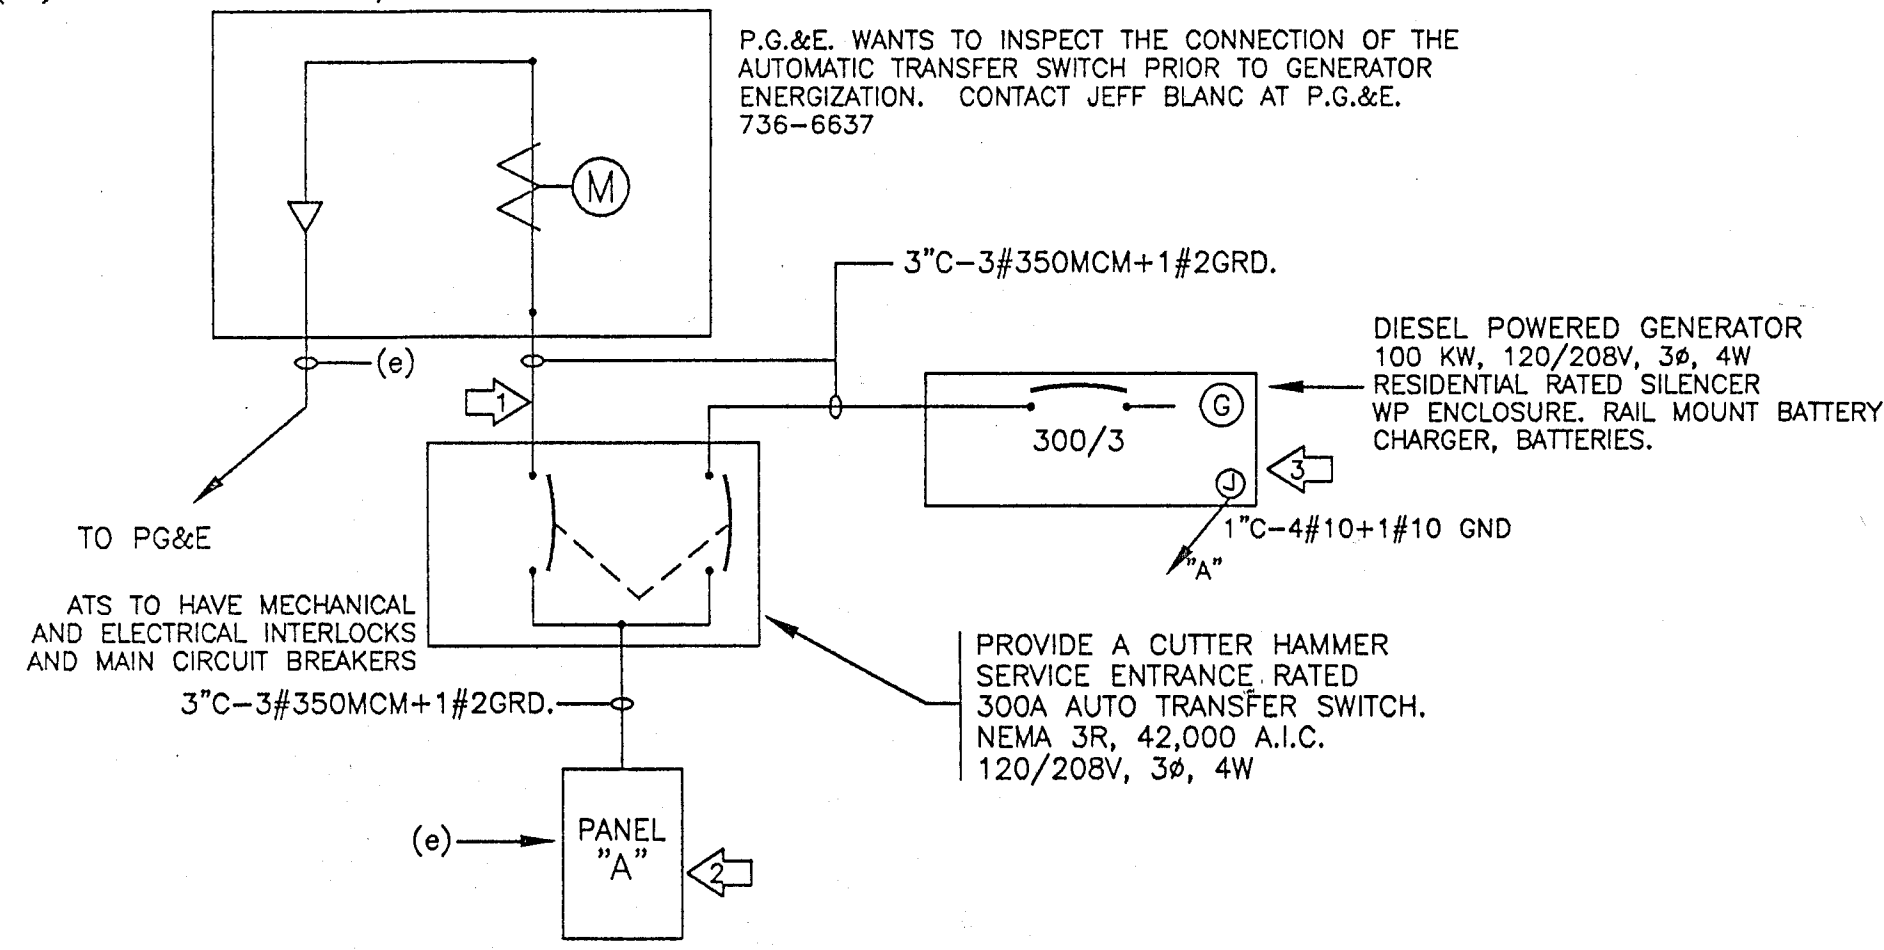 P.G.&E. WANTS TO INSPECT THE CONNECTION OF THE
AUTOMATIC TRANSFER SWITCH PRIOR TO GENERATOR
ENERGIZATION. CONTACT JEFF BLANC AT P.G.&E.
736-6637
M
3"C-3#350MCM+1#2GRD.
(e)
1
DIESEL POWERED GENERATOR
100 KW, 120/208V, 3ø, 4W
RESIDENTIAL RATED SILENCER
WP ENCLOSURE. RAIL MOUNT BATTERY
CHARGER, BATTERIES.
G
300/3
3
J
1"C-4#10+1#10 GND
"A"
TO PG&E
ATS TO HAVE MECHANICAL
AND ELECTRICAL INTERLOCKS
AND MAIN CIRCUIT BREAKERS
3"C-3#350MCM+1#2GRD.
PROVIDE A CUTTER HAMMER
SERVICE ENTRANCE RATED
300A AUTO TRANSFER SWITCH.
NEMA 3R, 42,000 A.I.C.
120/208V, 3ø, 4W
(e)
PANEL
"A"
2